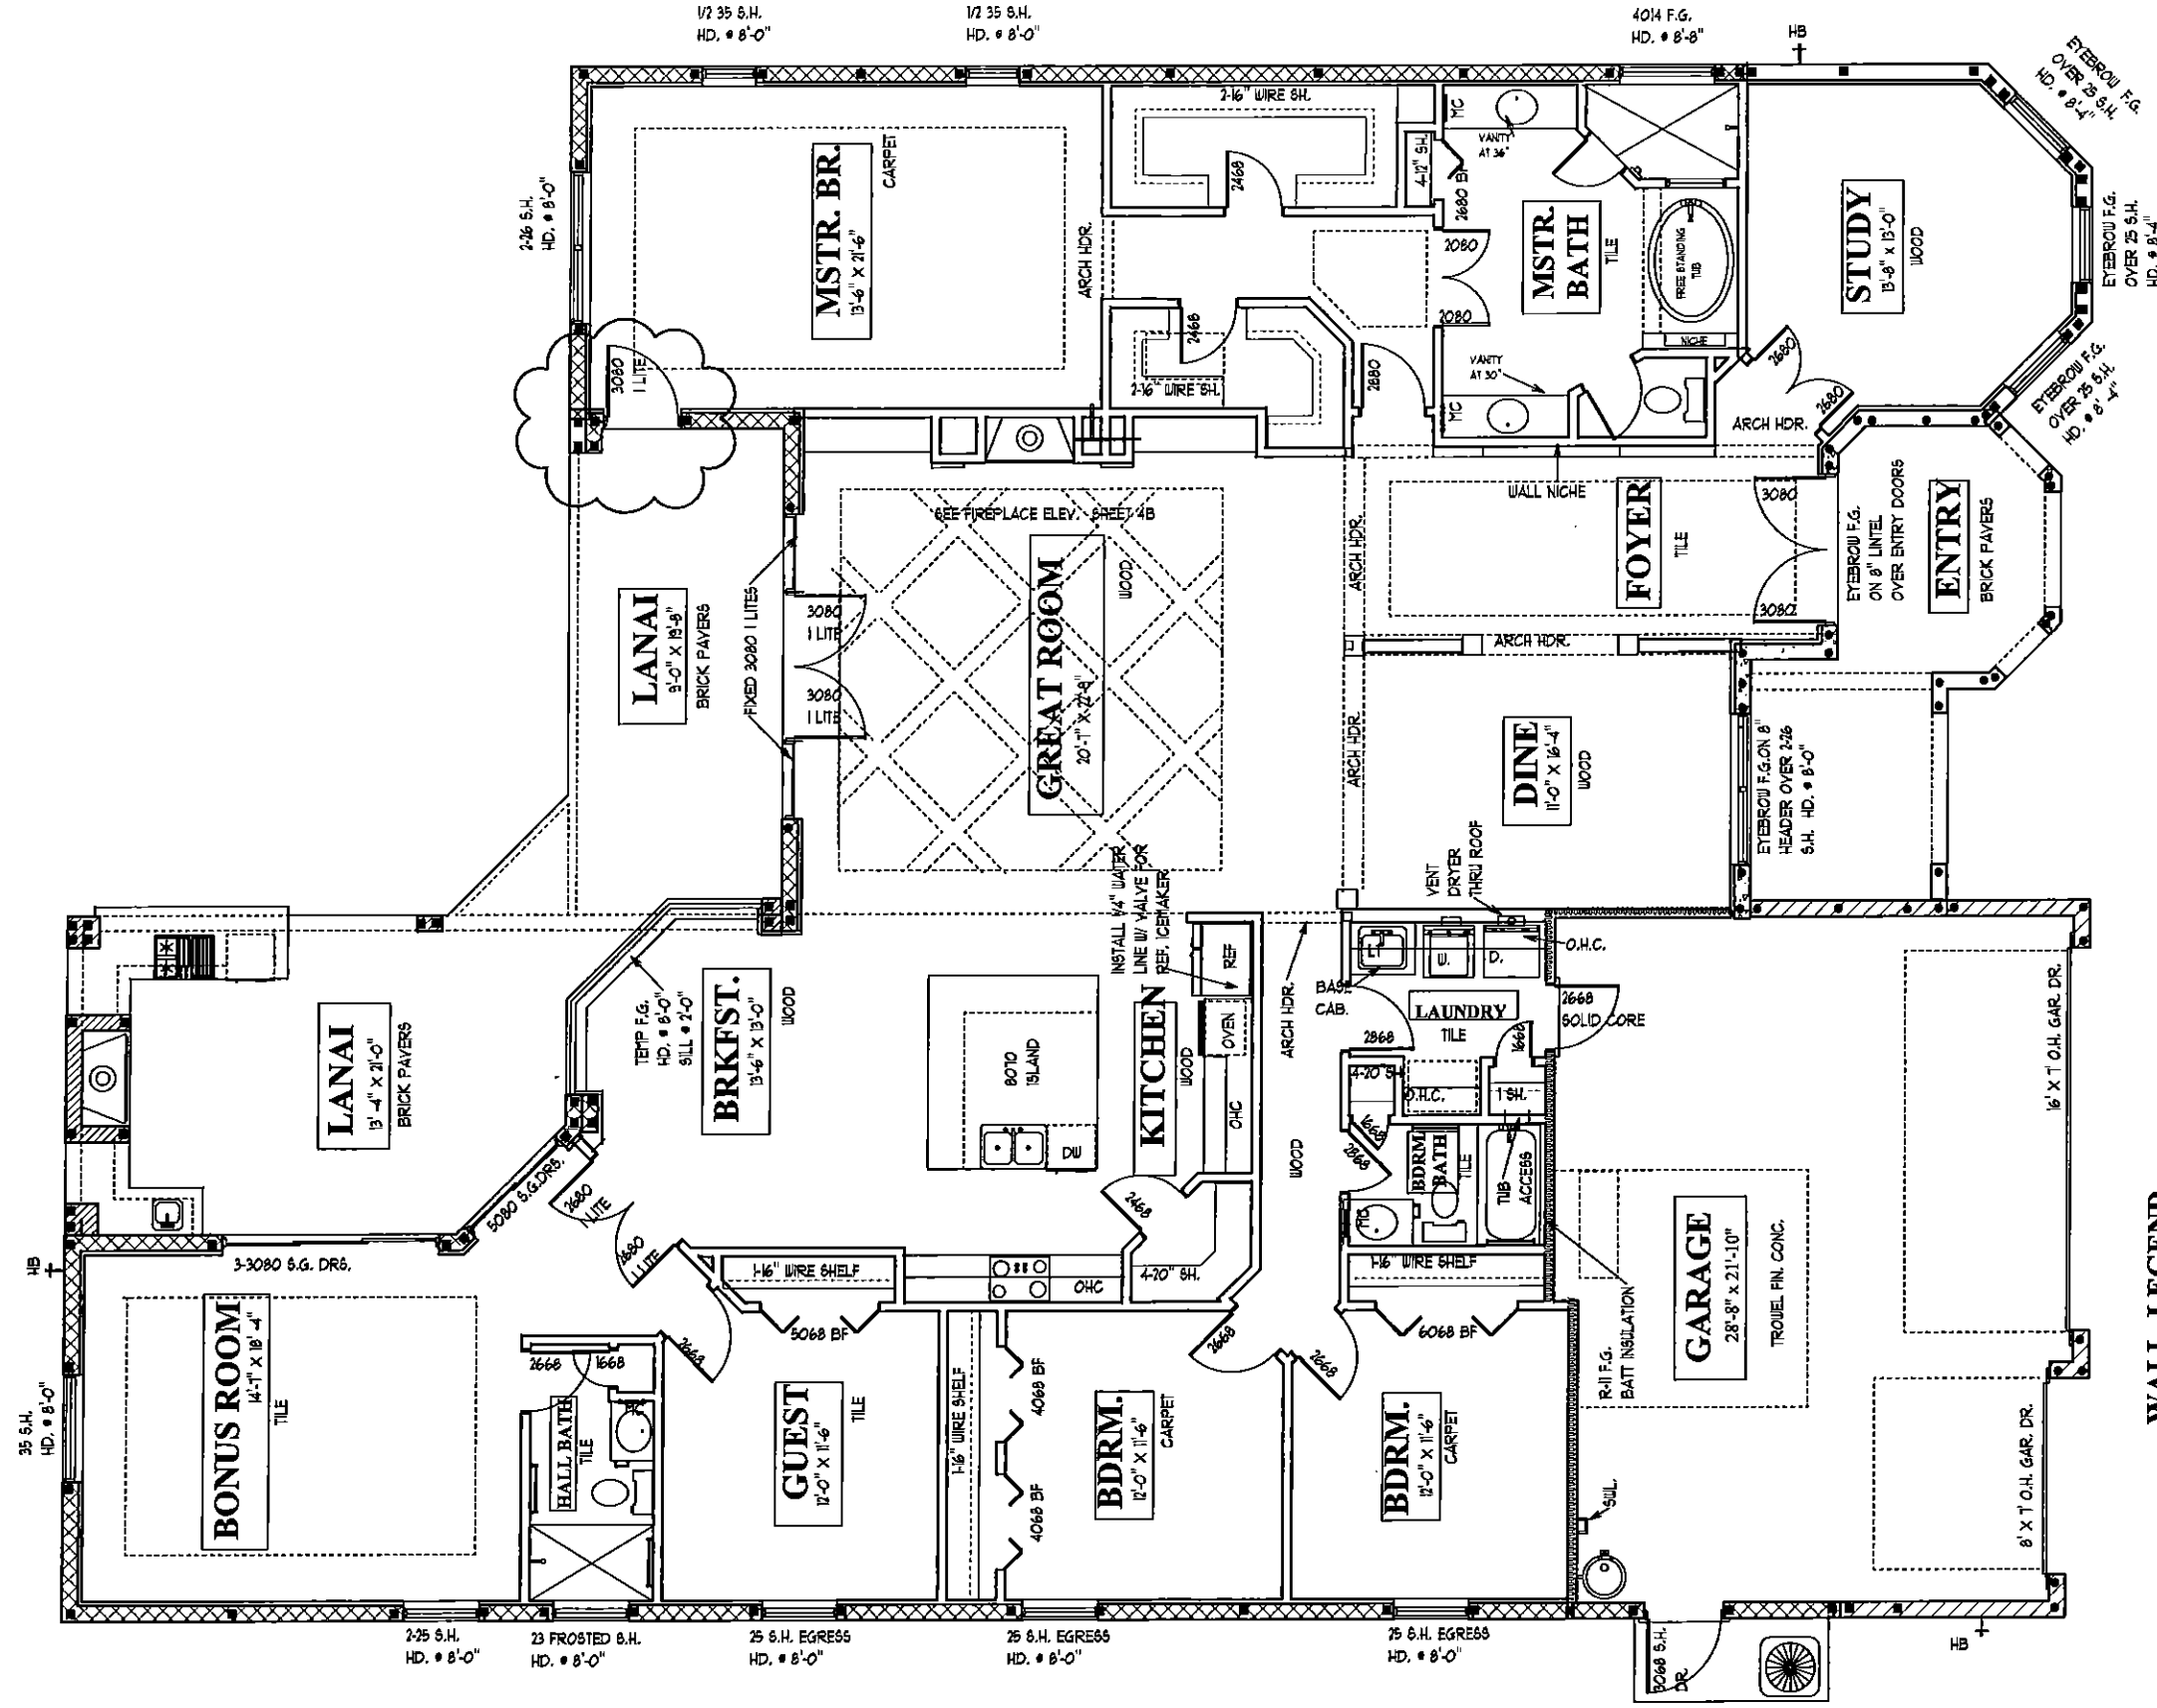 1/2 35 S.H.
HD. @ 8'-0"
1/2 35 S.H.
HD. @ 8'-0"
4014 F.G.
HD. @ 8'-8"
HB
EYEBROW F.G.
OVER 25 S.H.
HD. @ 8'-4"
2-26 S.H.
HD. @ 8'-0"
MSTR. BR.
13'-6" X 21'-6"
CARPET
2-16" WIRE SH.
2468
4-12" SH.
2680 BF
MC
VANITY
AT 36"
ARCH HDR.
2080
2080
MSTR.
BATH
TILE
FREE STANDING
TUB
NICHE
STUDY
13'-8" X 13'-0"
WOOD
EYEBROW F.G.
OVER 25 S.H.
HD. @ 8'-4"
3080
1 LITE
2468
2-16" WIRE SH.
2880
VANITY
AT 30"
MC
2680
2680
ARCH HDR.
EYEBROW F.G.
OVER 25 S.H.
HD. @ 8'-4"
WALL NICHE
SEE FIREPLACE ELEV. SHEET 4B
LANAI
9'-0" X 19'-8"
BRICK PAVERS
FIXED 3080 1 LITES
3080
1 LITE
3080
1 LITE
GREAT ROOM
20'-1" X 22'-8"
WOOD
ARCH HDR.
ARCH HDR.
FOYER
TILE
ARCH HDR.
3080
3080
EYEBROW F.G.
ON 8" LINTEL
OVER ENTRY DOORS
ENTRY
BRICK PAVERS
DINE
11'-0" X 16'-4"
WOOD
EYEBROW F.G. ON 8"
HEADER OVER 2-26
S.H. HD. @ 8'-0"
VENT
DRYER
THRU ROOF
INSTALL 1/4" WATER
LINE W/ VALVE FOR
REF. ICEMAKER
LANAI
13'-4" X 21'-0"
BRICK PAVERS
TEMP F.G.
HD. @ 8'-0"
SILL @ 2'-0"
BRKFST.
13'-6" X 13'-0"
WOOD
8070
ISLAND
DW
KITCHEN
WOOD
REF
OVEN
OHC
ARCH HDR.
WOOD
BASE
CAB.
LT
W.
D.
O.H.C.
LAUNDRY
TILE
2868
2668
SOLID CORE
1668
4-20" SH
O.H.C.
1 SH.
1668
2868
BDRM.
BATH
TILE
TUB
ACCESS
MC
5080 S.G. DRS.
2680
1 LITE
2680
1 LITE
3-3080 S.G. DRS.
HB
1-16" WIRE SHELF
OHC
2468
4-20" SH.
1-16" WIRE SHELF
5068 BF
6068 BF
35 S.H.
HD. @ 8'-0"
BONUS ROOM
14'-1" X 18'-4"
TILE
2668
1668
2668
HALL BATH
TILE
GUEST
12'-0" X 11'-6"
TILE
1-16" WIRE SHELF
4068 BF
4068 BF
2668
BDRM.
12'-0" X 11'-6"
CARPET
2668
BDRM.
12'-0" X 11'-6"
CARPET
R-11 F.G.
BATT INSULATION
GARAGE
28'-8" X 21'-10"
TROWEL FIN. CONC.
16' X 7' O.H. GAR. DR.
8' X 7' O.H. GAR. DR.
SW.
2-25 S.H.
HD. @ 8'-0"
23 FROSTED S.H.
HD. @ 8'-0"
25 S.H. EGRESS
HD. @ 8'-0"
25 S.H. EGRESS
HD. @ 8'-0"
25 S.H. EGRESS
HD. @ 8'-0"
3068 S.H.
DR.
HB
WALL LEGEND